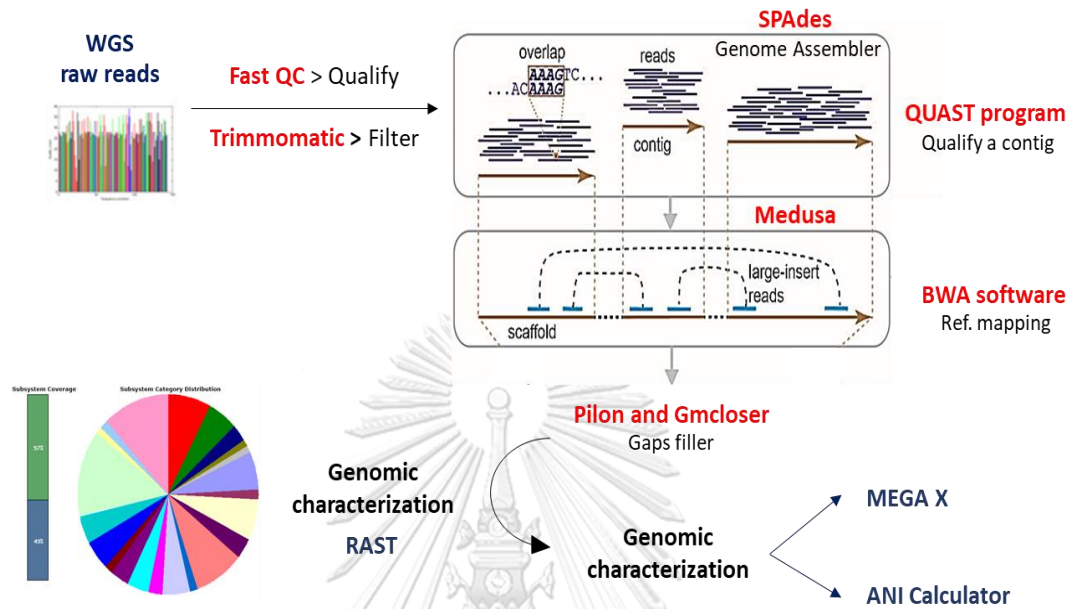 WGS
raw reads
Fast QC > Qualify
Trimmomatic > Filter
SPAdes
Genome Assembler
overlap
AAAGTC...
...ACAAAG
reads
contig
QUAST program
Qualify a contig
Medusa
large-insert
reads
scaffold
BWA software
Ref. mapping
Pilon and Gmcloser
Gaps filler
Subsystem Coverage
Subsystem Category Distribution
57%
43%
Genomic
characterization
RAST
Genomic
characterization
MEGA X
ANI Calculator